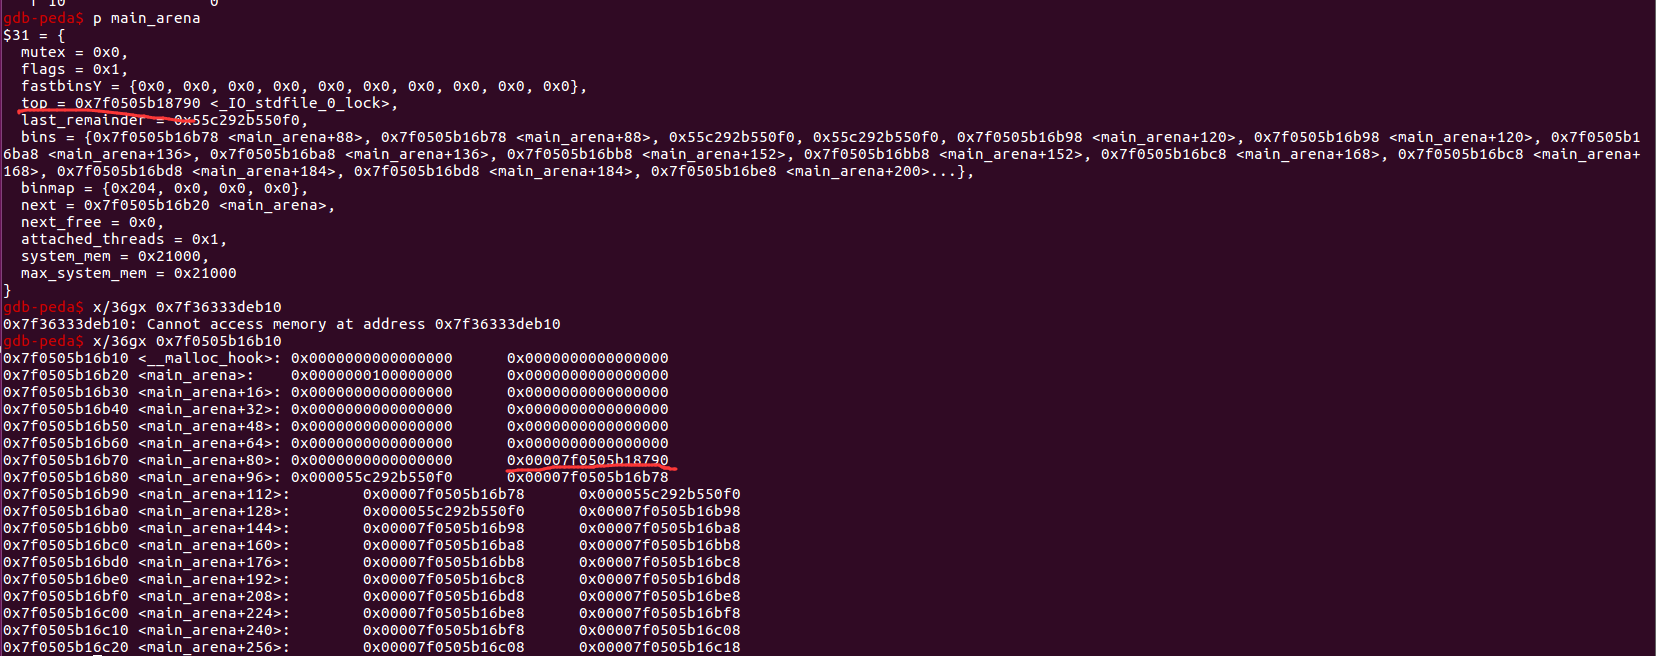 gdb-peda$ p main_arena
$31 = {
  mutex = 0x0,
  flags = 0x1,
  fastbinsY = {0x0, 0x0, 0x0, 0x0, 0x0, 0x0, 0x0, 0x0, 0x0, 0x0},
  top = 0x7f0505b18790 <_IO_stdfile_0_lock>,
  last_remainder = 0x55c292b550f0,
  bins = {0x7f0505b16b78 <main_arena+88>, 0x7f0505b16b78 <main_arena+88>, 0x55c292b550f0, 0x55c292b550f0, 0x7f0505b16b98 <main_arena+120>, 0x7f0505b16b98 <main_arena+120>, 0x7f0505b1
6ba8 <main_arena+136>, 0x7f0505b16ba8 <main_arena+136>, 0x7f0505b16bb8 <main_arena+152>, 0x7f0505b16bb8 <main_arena+152>, 0x7f0505b16bc8 <main_arena+168>, 0x7f0505b16bc8 <main_arena+
168>, 0x7f0505b16bd8 <main_arena+184>, 0x7f0505b16bd8 <main_arena+184>, 0x7f0505b16be8 <main_arena+200>...},
  binmap = {0x204, 0x0, 0x0, 0x0},
  next = 0x7f0505b16b20 <main_arena>,
  next_free = 0x0,
  attached_threads = 0x1,
  system_mem = 0x21000,
  max_system_mem = 0x21000
}
gdb-peda$ x/36gx 0x7f36333deb10
0x7f36333deb10: Cannot access memory at address 0x7f36333deb10
gdb-peda$ x/36gx 0x7f0505b16b10
0x7f0505b16b10 <__malloc_hook>: 0x0000000000000000 0x0000000000000000
0x7f0505b16b20 <main_arena>: 0x0000000100000000 0x0000000000000000
0x7f0505b16b30 <main_arena+16>: 0x0000000000000000 0x0000000000000000
0x7f0505b16b40 <main_arena+32>: 0x0000000000000000 0x0000000000000000
0x7f0505b16b50 <main_arena+48>: 0x0000000000000000 0x0000000000000000
0x7f0505b16b60 <main_arena+64>: 0x0000000000000000 0x0000000000000000
0x7f0505b16b70 <main_arena+80>: 0x0000000000000000 0x00007f0505b18790
0x7f0505b16b80 <main_arena+96>: 0x000055c292b550f0 0x00007f0505b16b78
0x7f0505b16b90 <main_arena+112>: 0x00007f0505b16b78 0x000055c292b550f0
0x7f0505b16ba0 <main_arena+128>: 0x000055c292b550f0 0x00007f0505b16b98
0x7f0505b16bb0 <main_arena+144>: 0x00007f0505b16b98 0x00007f0505b16ba8
0x7f0505b16bc0 <main_arena+160>: 0x00007f0505b16ba8 0x00007f0505b16bb8
0x7f0505b16bd0 <main_arena+176>: 0x00007f0505b16bb8 0x00007f0505b16bc8
0x7f0505b16be0 <main_arena+192>: 0x00007f0505b16bc8 0x00007f0505b16bd8
0x7f0505b16bf0 <main_arena+208>: 0x00007f0505b16bd8 0x00007f0505b16be8
0x7f0505b16c00 <main_arena+224>: 0x00007f0505b16be8 0x00007f0505b16bf8
0x7f0505b16c10 <main_arena+240>: 0x00007f0505b16bf8 0x00007f0505b16c08
0x7f0505b16c20 <main_arena+256>: 0x00007f0505b16c08 0x00007f0505b16c18